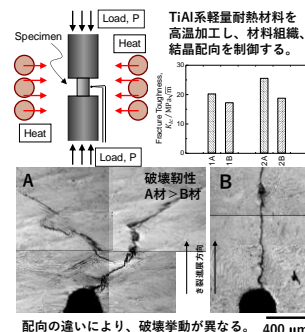 Load, P
Specimen
Heat
Heat
Load, P
TiAl系軽量耐熱材料を
高温加工し、材料組織、
結晶配向を制御する。
Fracture Toughness,
K_Ic / MPa√m
30
20
10
0
1A
1B
2A
2B
A
破壊靭性
A材＞B材
き裂進展方向
B
配向の違いにより、破壊挙動が異なる。
400 μm